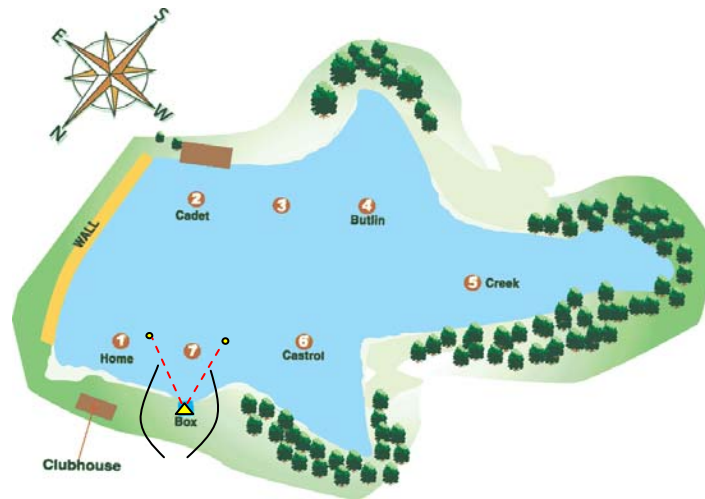 S
E
W
N
WALL
2
Cadet
3
4
Butlin
5 Creek
1
Home
7
6
Castrol
Box
Clubhouse